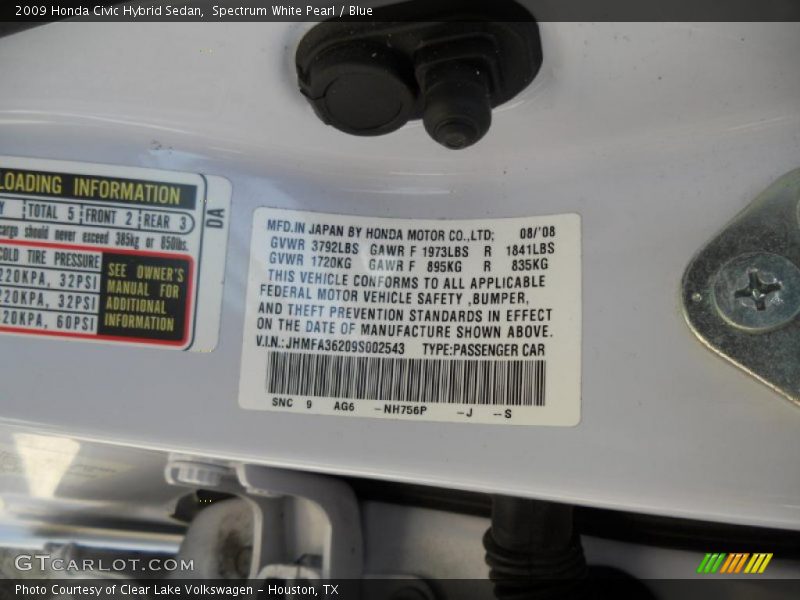 2009 Honda Civic Hybrid Sedan, Spectrum White Pearl / Blue
LOADING INFORMATION
TOTAL 5 FRONT 2 REAR 3
cargo should never exceed 385kg or 850lbs.
COLD TIRE PRESSURE
220KPA, 32PSI
220KPA, 32PSI
420KPA, 60PSI
SEE OWNER'S
MANUAL FOR
ADDITIONAL
INFORMATION
DA
MFD.IN JAPAN BY HONDA MOTOR CO.,LTD; 08/'08
GVWR 3792LBS GAWR F 1973LBS R 1841LBS
GVWR 1720KG GAWR F 895KG R 835KG
THIS VEHICLE CONFORMS TO ALL APPLICABLE
FEDERAL MOTOR VEHICLE SAFETY ,BUMPER,
AND THEFT PREVENTION STANDARDS IN EFFECT
ON THE DATE OF MANUFACTURE SHOWN ABOVE.
V.I.N.:JHMFA36209S002543 TYPE:PASSENGER CAR
SNC 9 AG6 -NH756P -J --S
GTCARLOT.COM
Photo Courtesy of Clear Lake Volkswagen - Houston, TX